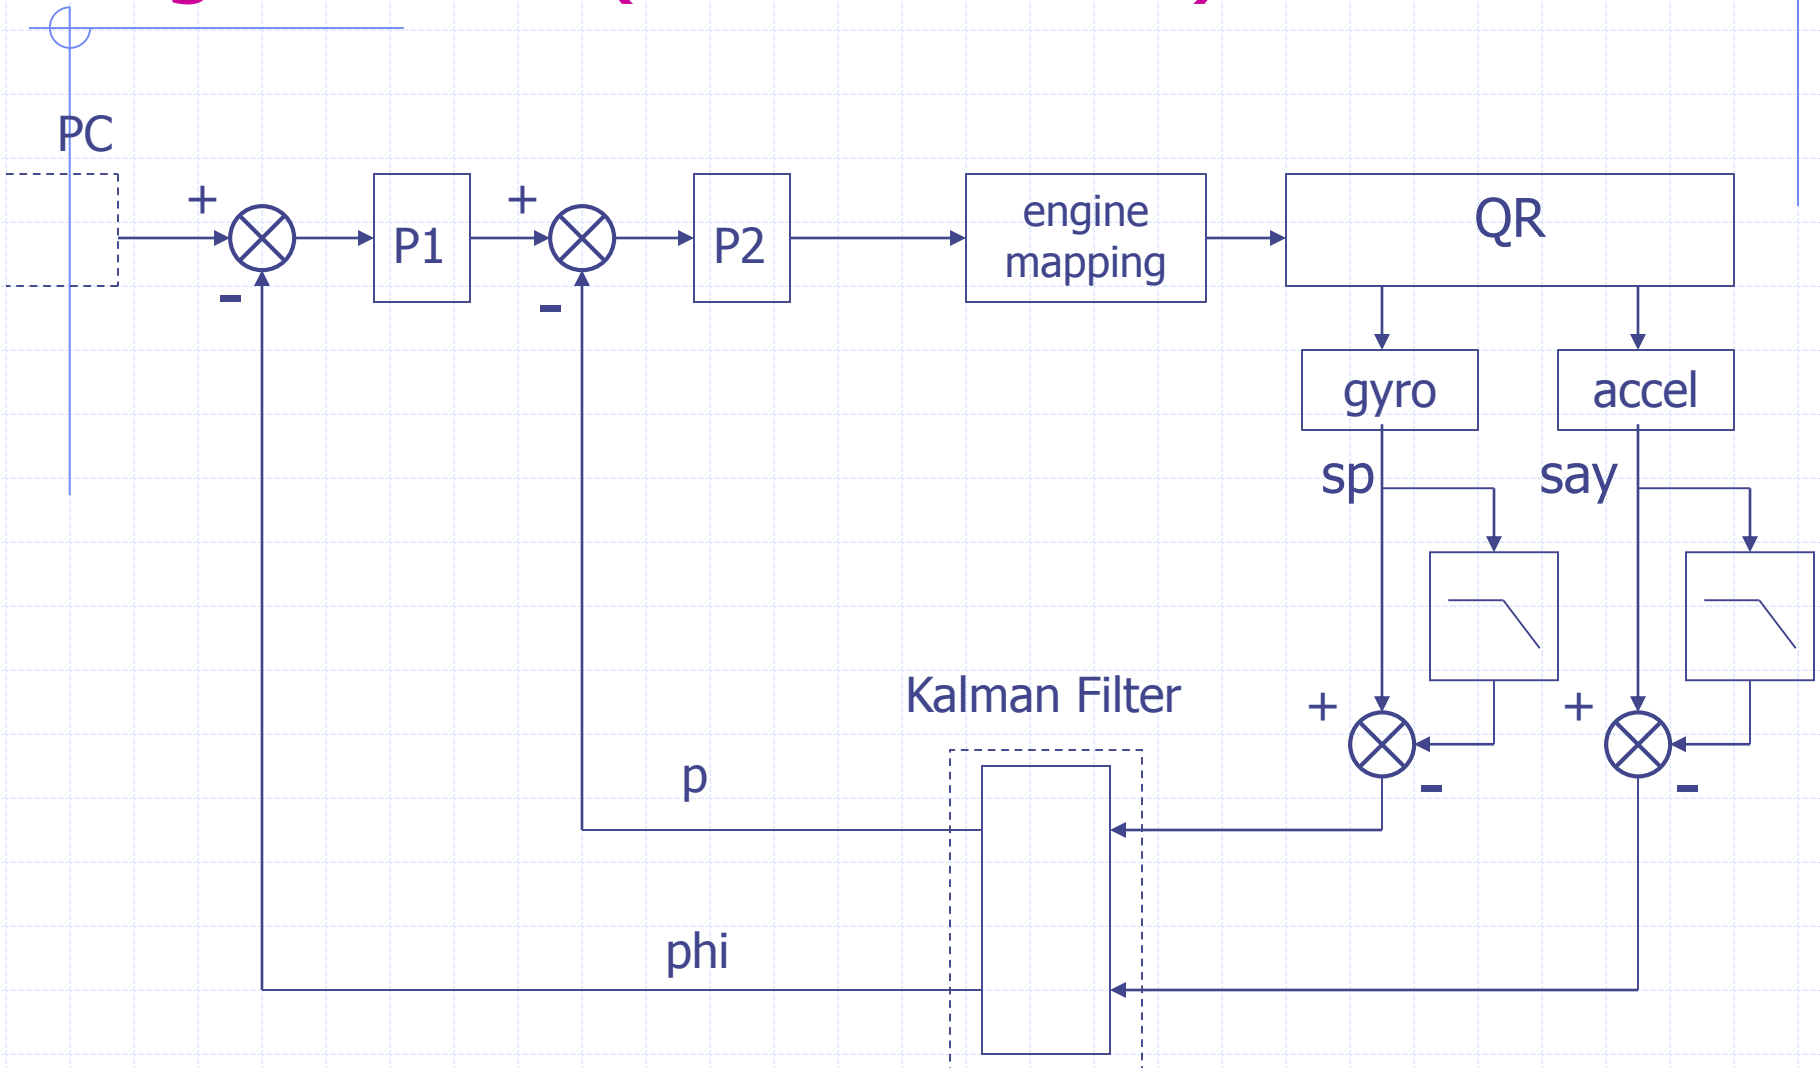 PC
+
-
P1
+
-
P2
engine
mapping
QR
gyro
accel
sp
say
+
-
+
-
Kalman Filter
p
phi